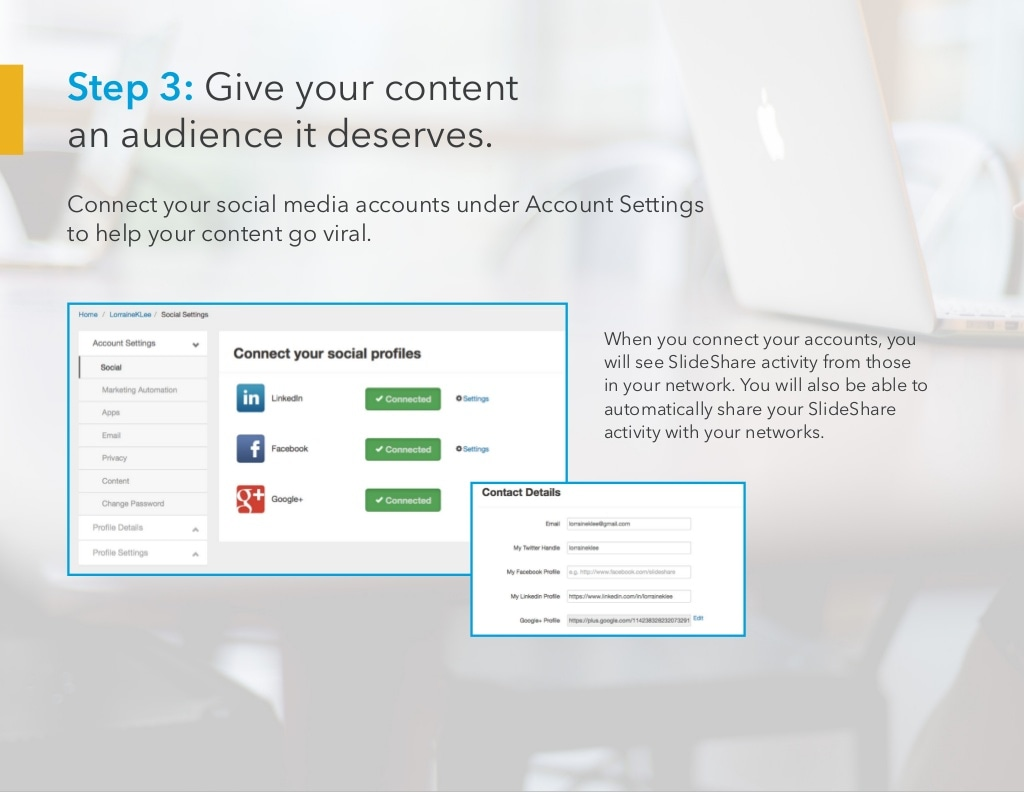 Step 3: Give your content
an audience it deserves.
Connect your social media accounts under Account Settings
to help your content go viral.
Home / LorraineKLee / Social Settings
Account Settings
Social
Marketing Automation
Apps
Email
Privacy
Content
Change Password
Profile Details
Profile Settings
Connect your social profiles
in LinkedIn ✔ Connected Settings
f Facebook ✔ Connected Settings
g+ Google+ ✔ Connected
When you connect your accounts, you
will see SlideShare activity from those
in your network. You will also be able to
automatically share your SlideShare
activity with your networks.
Contact Details
Email lorraineklee@gmail.com
My Twitter Handle lorraineklee
My Facebook Profile e.g. http://www.facebook.com/slideshare
My Linkedin Profile https://www.linkedin.com/in/lorraineklee
Google+ Profile Edit